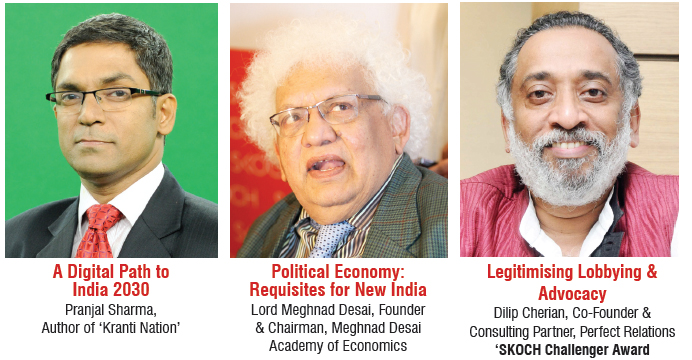 A Digital Path to
India 2030
Pranjal Sharma,
Author of ‘Kranti Nation’
Political Economy:
Requisites for New India
Lord Meghnad Desai, Founder
& Chairman, Meghnad Desai
Academy of Economics
Legitimising Lobbying &
Advocacy
Dilip Cherian, Co-Founder &
Consulting Partner, Perfect Relations
‘SKOCH Challenger Award